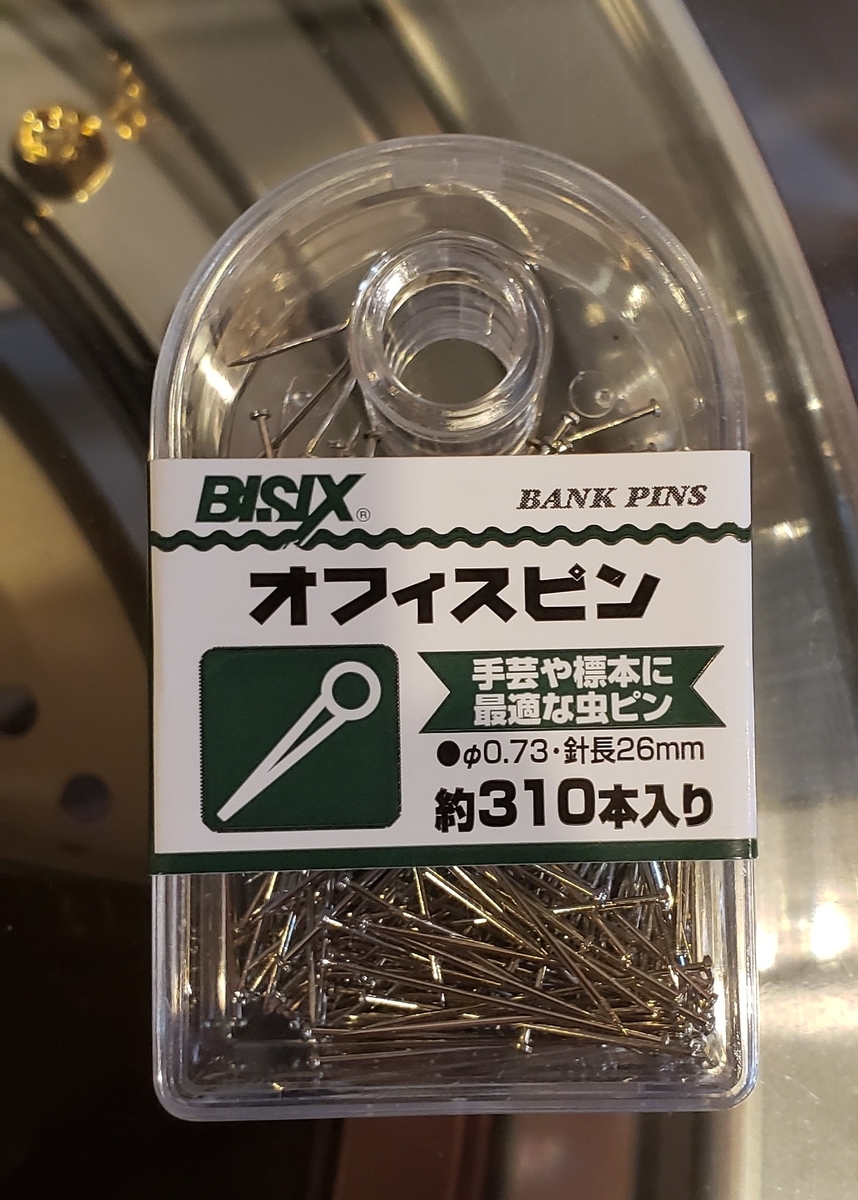 BISIX®
BANK PINS
オフィスピン
手芸や標本に
最適な虫ピン
●φ0.73・針長26mm
約310本入り